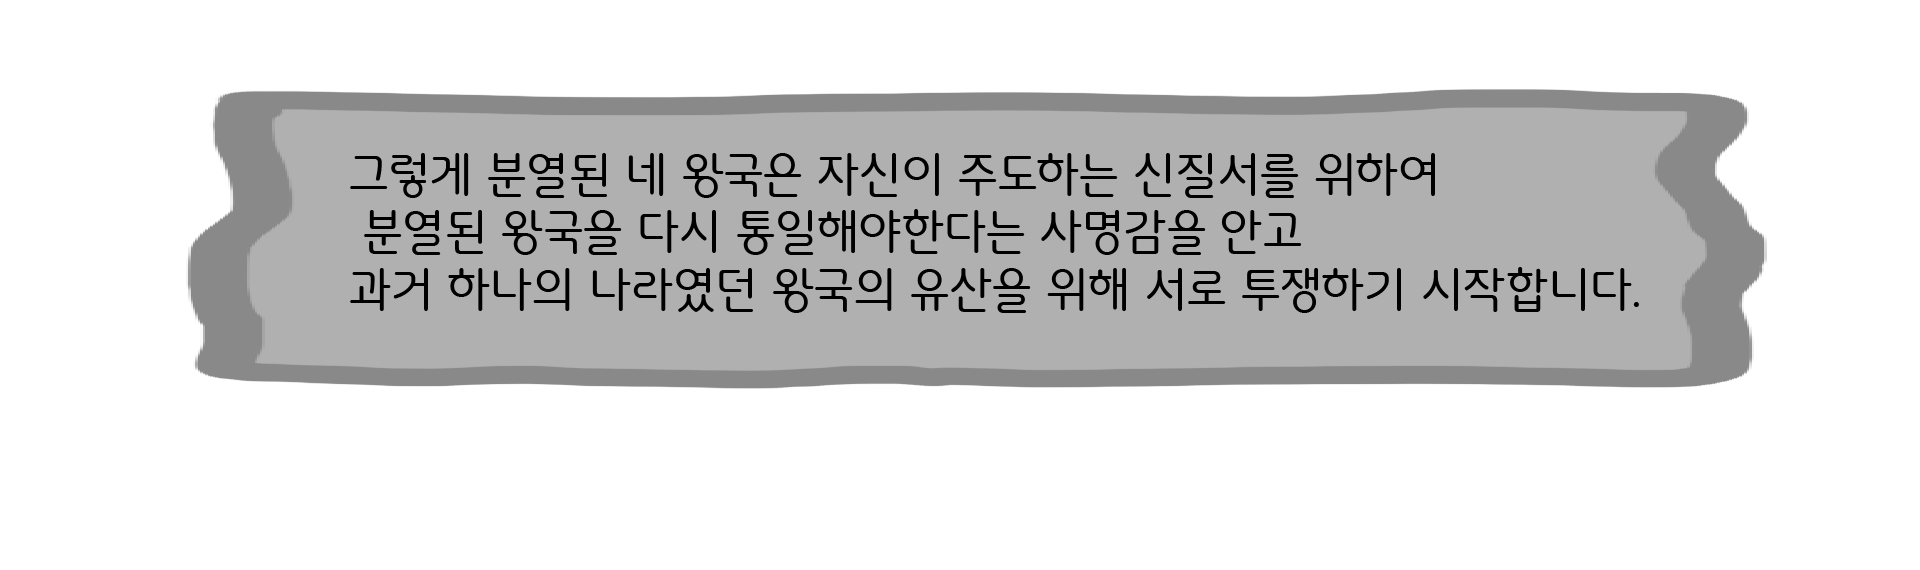 그렇게 분열된 네 왕국은 자신이 주도하는 신질서를 위하여
분열된 왕국을 다시 통일해야한다는 사명감을 안고
과거 하나의 나라였던 왕국의 유산을 위해 서로 투쟁하기 시작합니다.